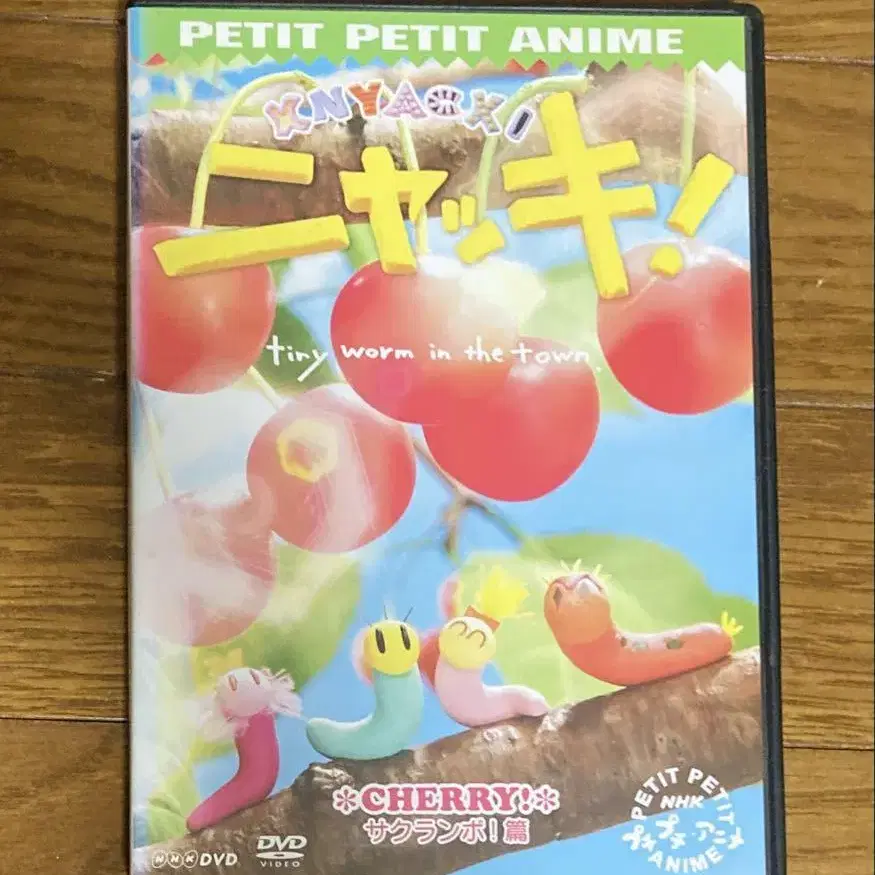 PETIT PETIT ANIME
KNYACKI
ニャッキ!
tiny worm in the town.
*CHERRY!*
サクランボ!篇
NHK DVD
DVD
VIDEO
PETIT PETIT
NHK
プチプチ・アニメ
ANIME